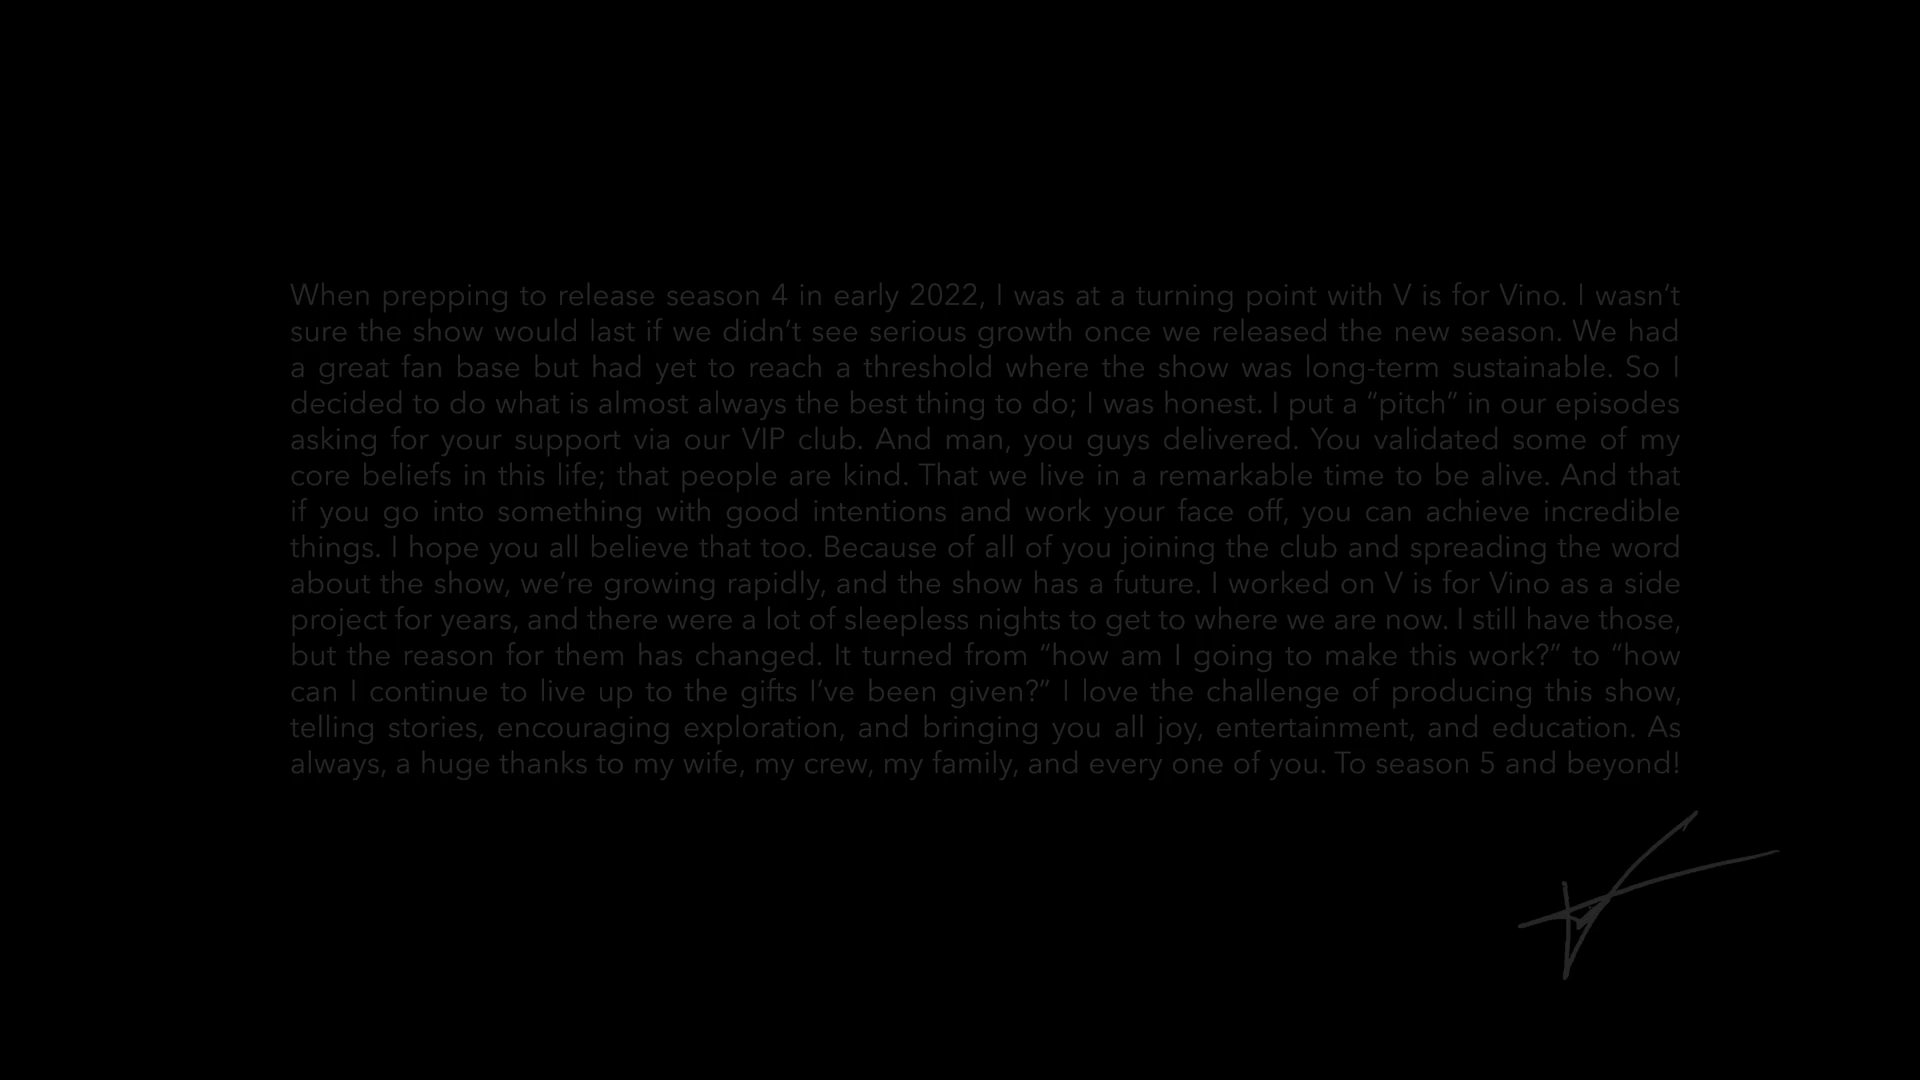 When prepping to release season 4 in early 2022, I was at a turning point with V is for Vino. I wasn’t
sure the show would last if we didn’t see serious growth once we released the new season. We had
a great fan base but had yet to reach a threshold where the show was long-term sustainable. So I
decided to do what is almost always the best thing to do; I was honest. I put a “pitch” in our episodes
asking for your support via our VIP club. And man, you guys delivered. You validated some of my
core beliefs in this life; that people are kind. That we live in a remarkable time to be alive. And that
if you go into something with good intentions and work your face off, you can achieve incredible
things. I hope you all believe that too. Because of all of you joining the club and spreading the word
about the show, we’re growing rapidly, and the show has a future. I worked on V is for Vino as a side
project for years, and there were a lot of sleepless nights to get to where we are now. I still have those,
but the reason for them has changed. It turned from “how am I going to make this work?” to “how
can I continue to live up to the gifts I’ve been given?” I love the challenge of producing this show,
telling stories, encouraging exploration, and bringing you all joy, entertainment, and education. As
always, a huge thanks to my wife, my crew, my family, and every one of you. To season 5 and beyond!